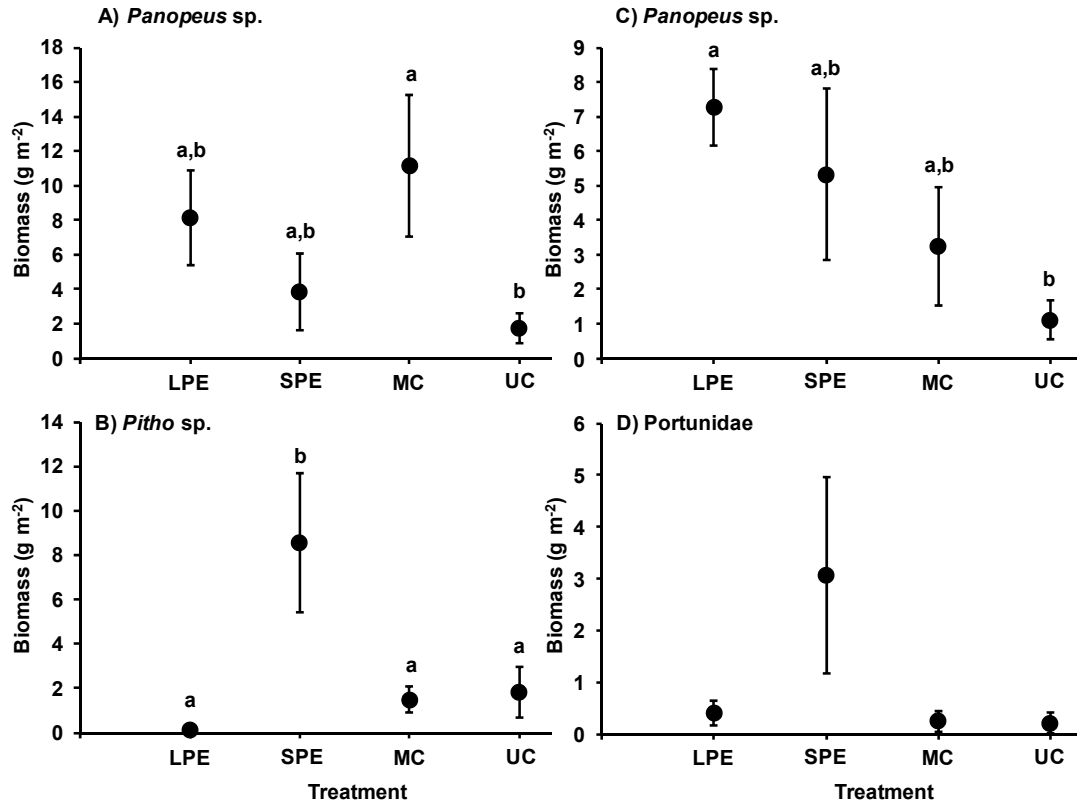 A) Panopeus sp.
18
16
14
12
10
8
6
4
2
0
Biomass (g m-2)
a,b
a,b
a
b
LPE
SPE
MC
UC
C) Panopeus sp.
9
8
7
6
5
4
3
2
1
0
Biomass (g m-2)
a
a,b
a,b
b
LPE
SPE
MC
UC
B) Pitho sp.
14
12
10
8
6
4
2
0
Biomass (g m-2)
a
b
a
a
LPE
SPE
MC
UC
Treatment
D) Portunidae
6
5
4
3
2
1
0
Biomass (g m-2)
LPE
SPE
MC
UC
Treatment